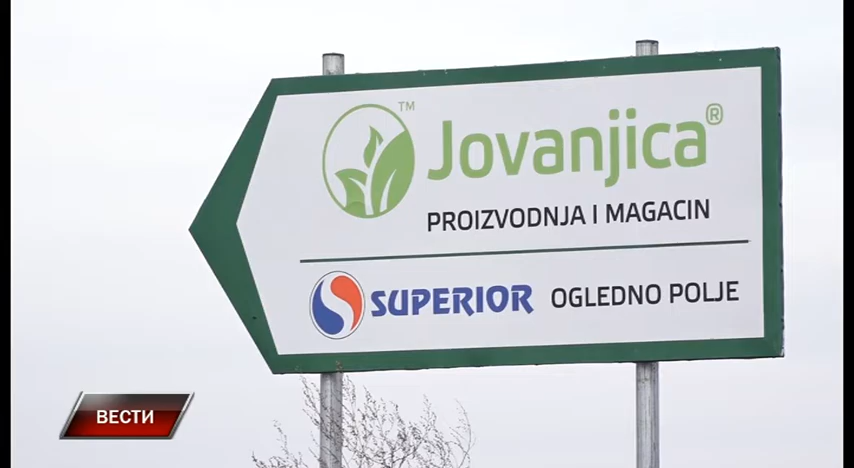 Jovanjica®
™
PROIZVODNJA I MAGACIN
SUPERIOR OGLEDNO POLJE
ВЕСТИ